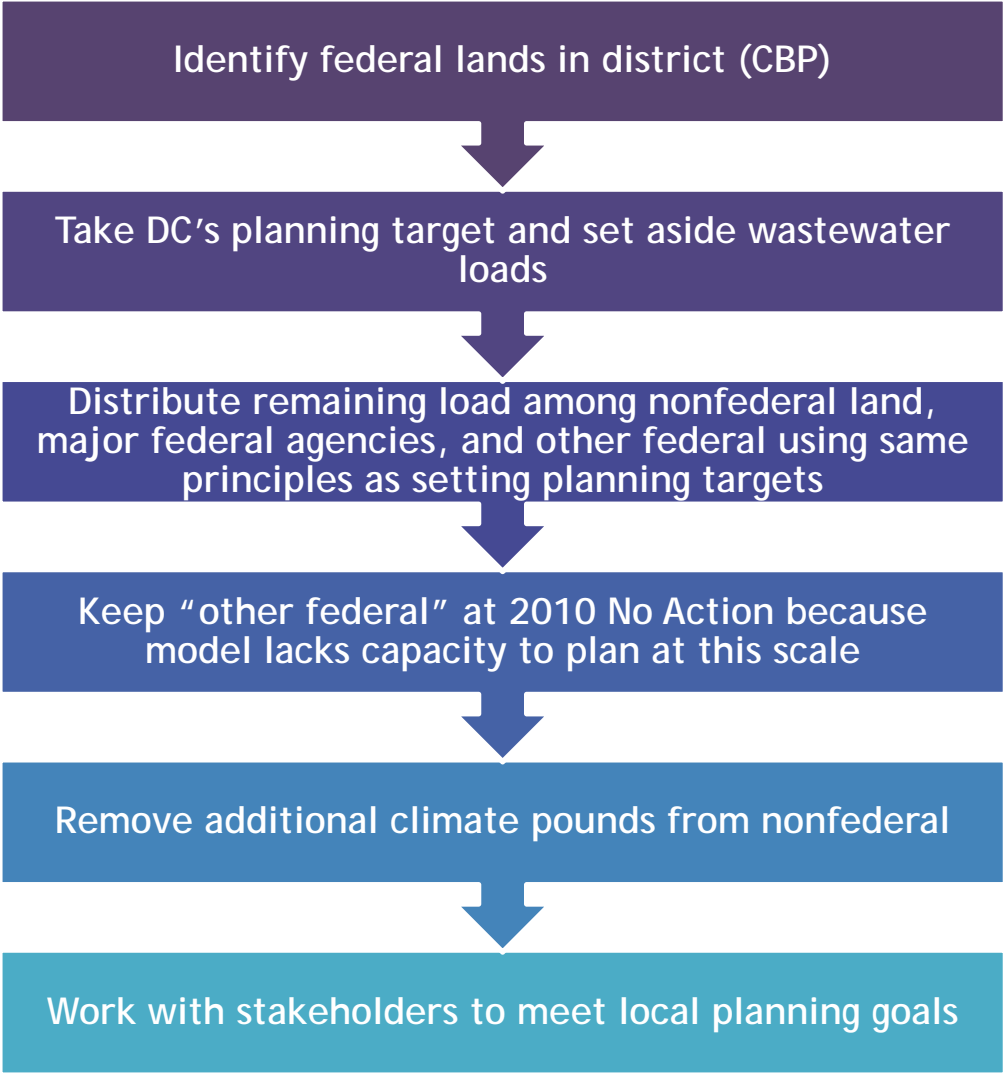 Identify federal lands in district (CBP)
Take DC’s planning target and set aside wastewater
loads
Distribute remaining load among nonfederal land,
major federal agencies, and other federal using same
principles as setting planning targets
Keep “other federal” at 2010 No Action because
model lacks capacity to plan at this scale
Remove additional climate pounds from nonfederal
Work with stakeholders to meet local planning goals